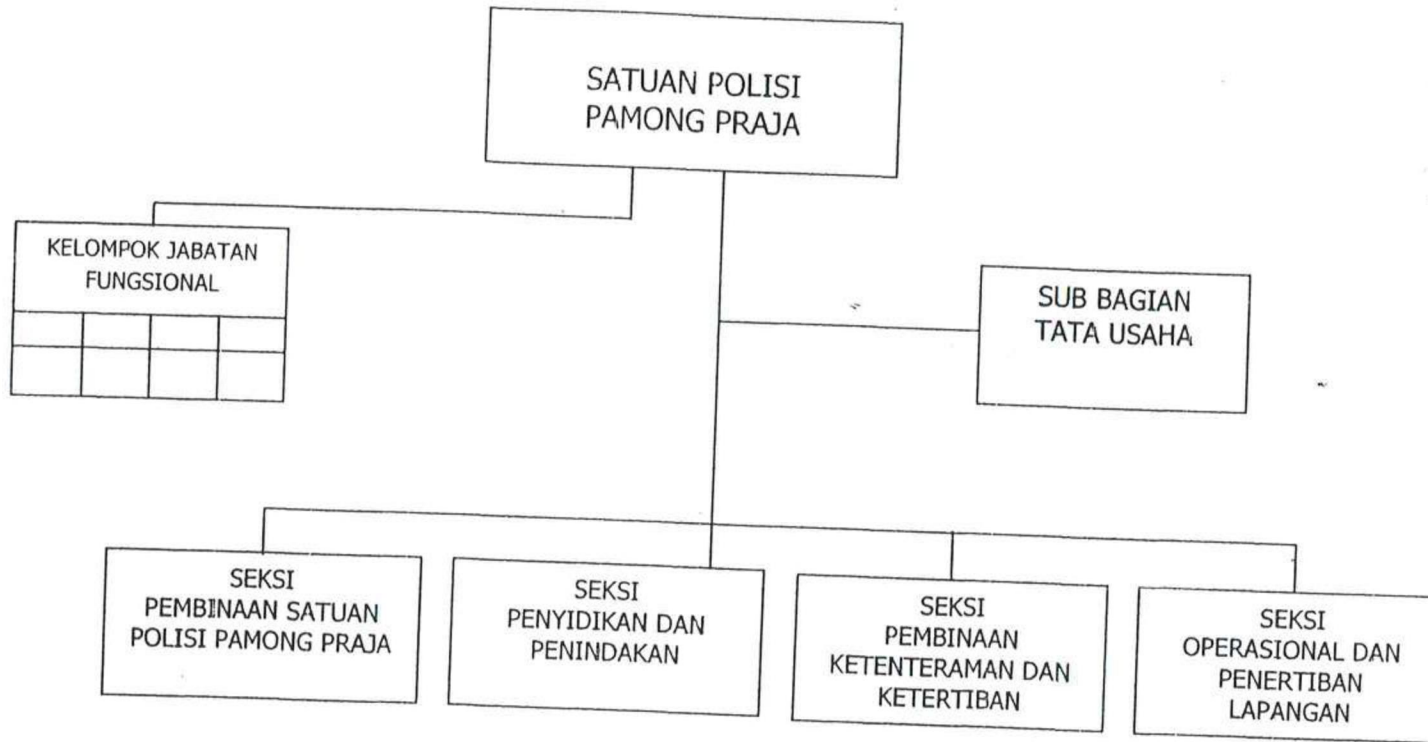 SATUAN POLISI
PAMONG PRAJA
KELOMPOK JABATAN
FUNGSIONAL
SUB BAGIAN
TATA USAHA
SEKSI
PEMBINAAN SATUAN
POLISI PAMONG PRAJA
SEKSI
PENYIDIKAN DAN
PENINDAKAN
SEKSI
PEMBINAAN
KETENTERAMAN DAN
KETERTIBAN
SEKSI
OPERASIONAL DAN
PENERTIBAN
LAPANGAN